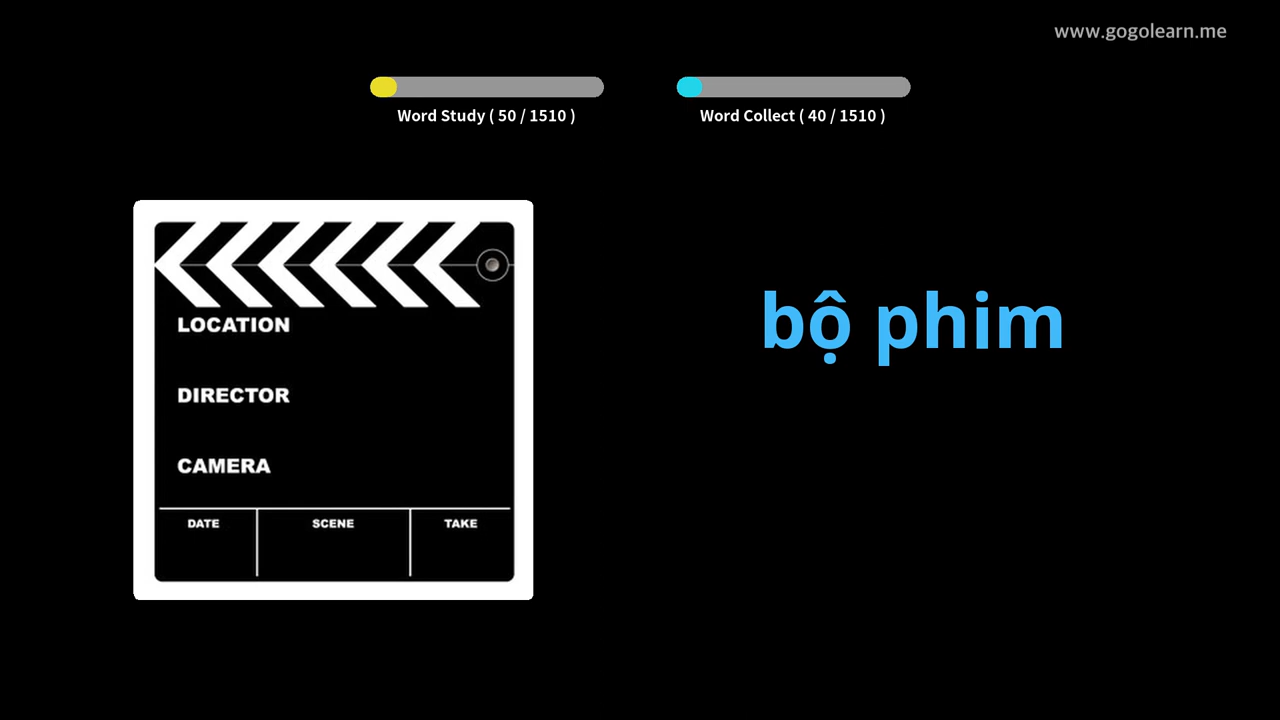 www.gogolearn.me
Word Study ( 50 / 1510 )
Word Collect ( 40 / 1510 )
LOCATION
DIRECTOR
CAMERA
DATE
SCENE
TAKE
bộ phim